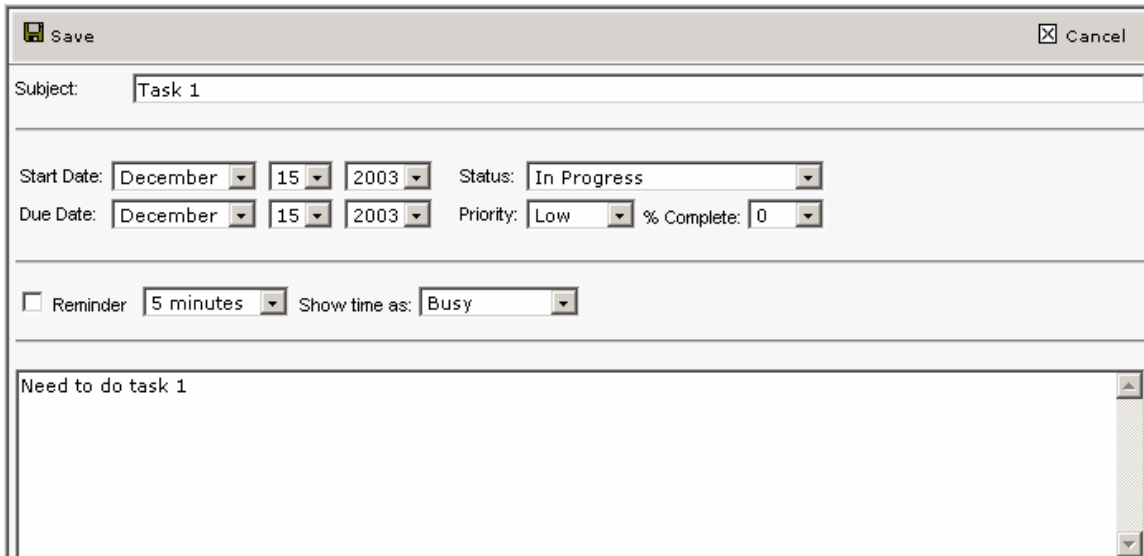 Save Cancel
Subject: Task 1
Start Date: December 15 2003 Status: In Progress
Due Date: December 15 2003 Priority: Low % Complete: 0
Reminder 5 minutes Show time as: Busy
Need to do task 1